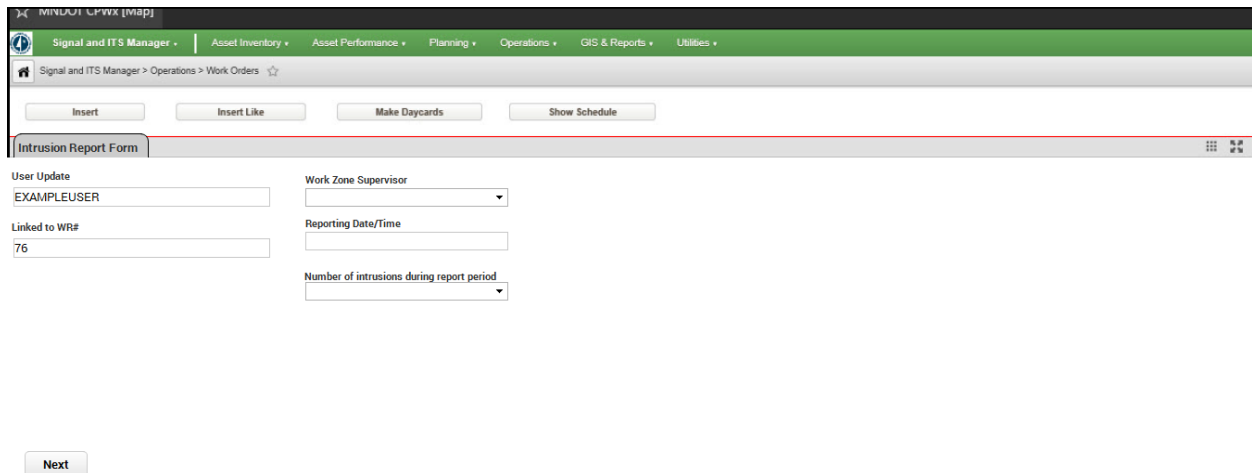 MNDOT CPWx [Map]
Signal and ITS Manager Asset Inventory Asset Performance Planning Operations GIS & Reports Utilities
Signal and ITS Manager > Operations > Work Orders
Insert Insert Like Make Daycards Show Schedule
Intrusion Report Form
User Update
EXAMPLEUSER
Linked to WR#
76
Work Zone Supervisor
Reporting Date/Time
Number of intrusions during report period
Next